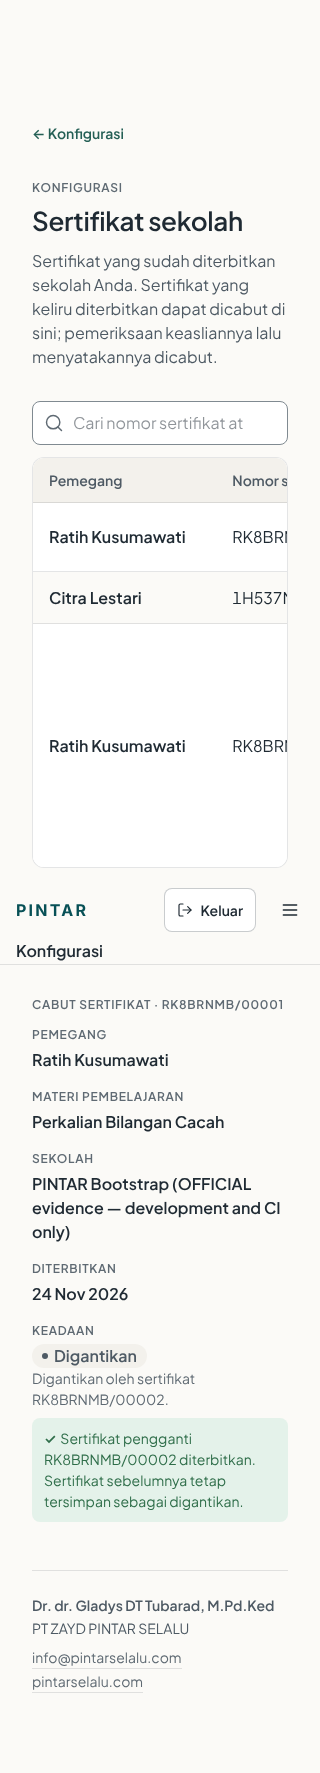 ← Konfigurasi
KONFIGURASI
Sertifikat sekolah
Sertifikat yang sudah diterbitkan
sekolah Anda. Sertifikat yang
keliru diterbitkan dapat dicabut di
sini; pemeriksaan keasliannya lalu
menyatakannya dicabut.
Cari nomor sertifikat at
Pemegang Nomor s
Ratih Kusumawati RK8BRN
Citra Lestari 1H537N
Ratih Kusumawati RK8BRN
PINTAR Keluar
Konfigurasi
CABUT SERTIFIKAT · RK8BRNMB/00001
PEMEGANG
Ratih Kusumawati
MATERI PEMBELAJARAN
Perkalian Bilangan Cacah
SEKOLAH
PINTAR Bootstrap (OFFICIAL
evidence — development and CI
only)
DITERBITKAN
24 Nov 2026
KEADAAN
Digantikan
Digantikan oleh sertifikat
RK8BRNMB/00002.
✓ Sertifikat pengganti
RK8BRNMB/00002 diterbitkan.
Sertifikat sebelumnya tetap
tersimpan sebagai digantikan.
Dr. dr. Gladys DT Tubarad, M.Pd.Ked
PT ZAYD PINTAR SELALU
info@pintarselalu.com
pintarselalu.com